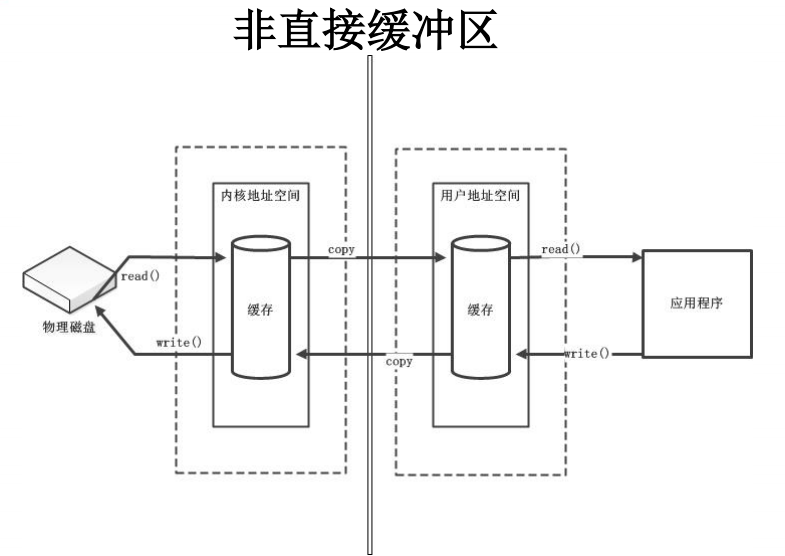 非直接缓冲区
内核地址空间
用户地址空间
copy
read()
read()
缓存
缓存
应用程序
物理磁盘
write()
copy
write()